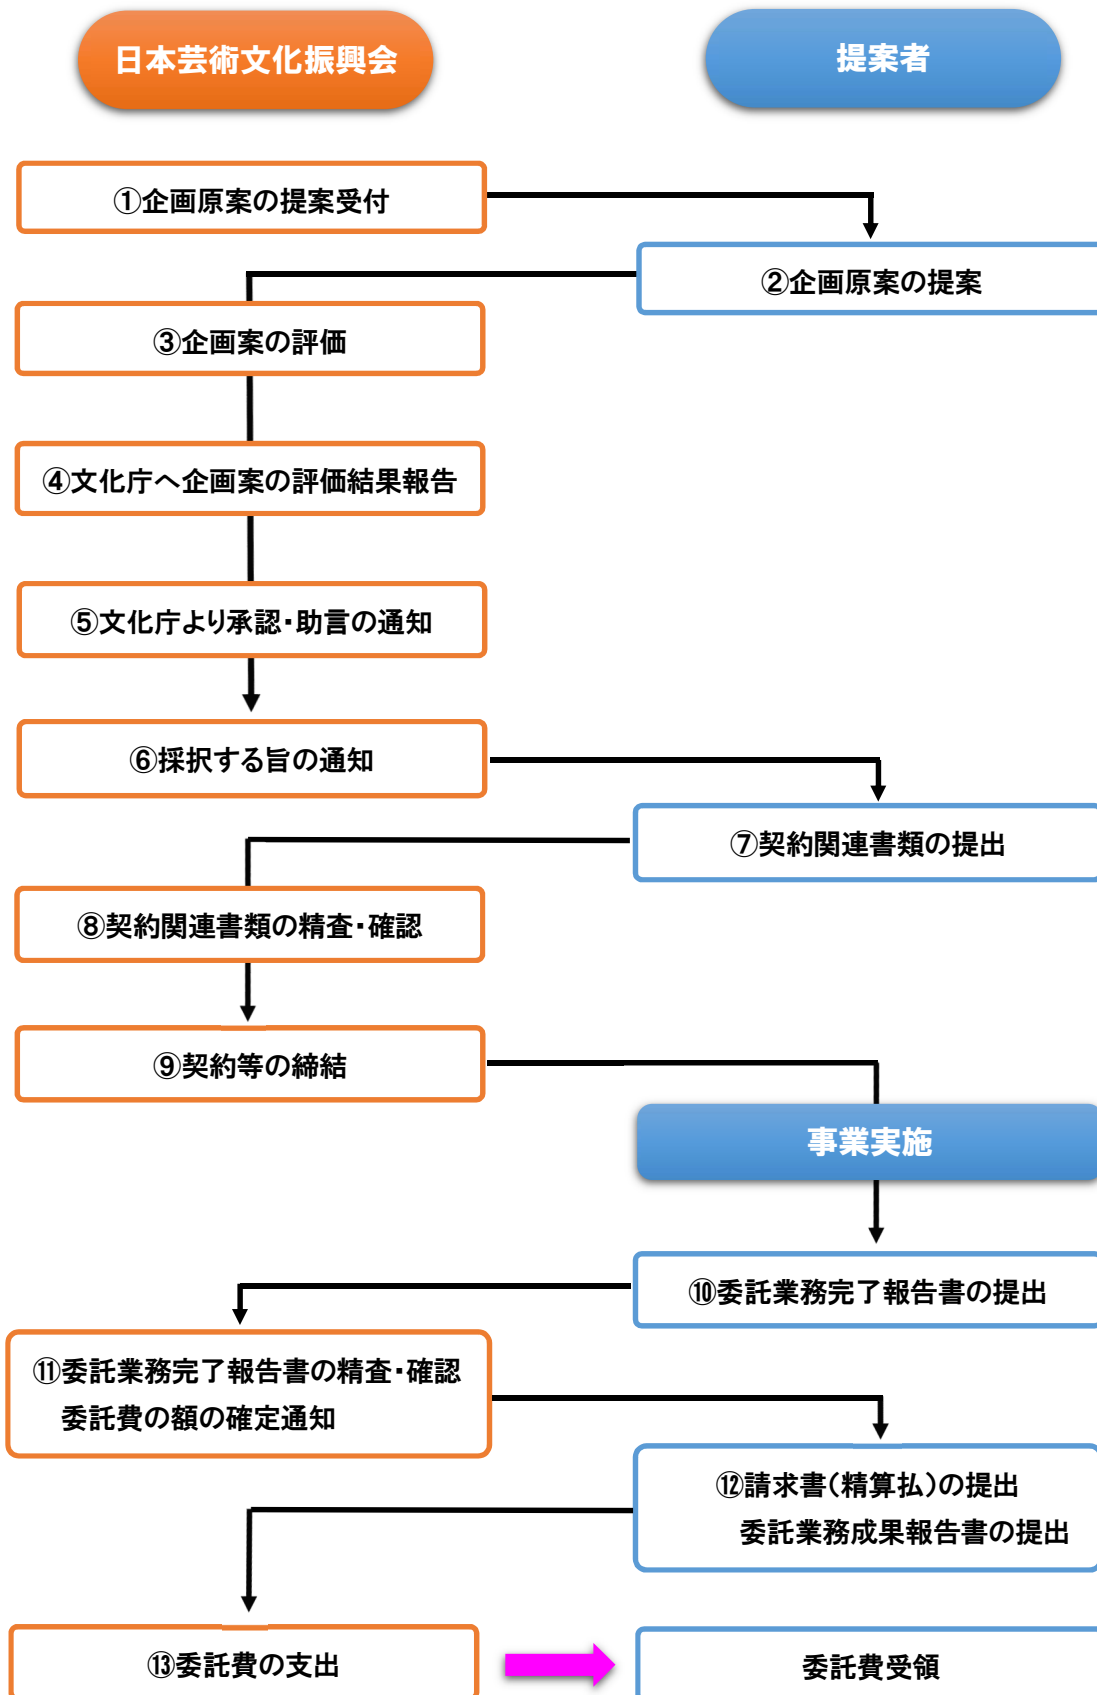 日本芸術文化振興会
提案者
①企画原案の提案受付
②企画原案の提案
③企画案の評価
④文化庁へ企画案の評価結果報告
⑤文化庁より承認・助言の通知
⑥採択する旨の通知
⑦契約関連書類の提出
⑧契約関連書類の精査・確認
⑨契約等の締結
事業実施
⑩委託業務完了報告書の提出
⑪委託業務完了報告書の精査・確認
委託費の額の確定通知
⑫請求書（精算払）の提出
委託業務成果報告書の提出
⑬委託費の支出
委託費受領